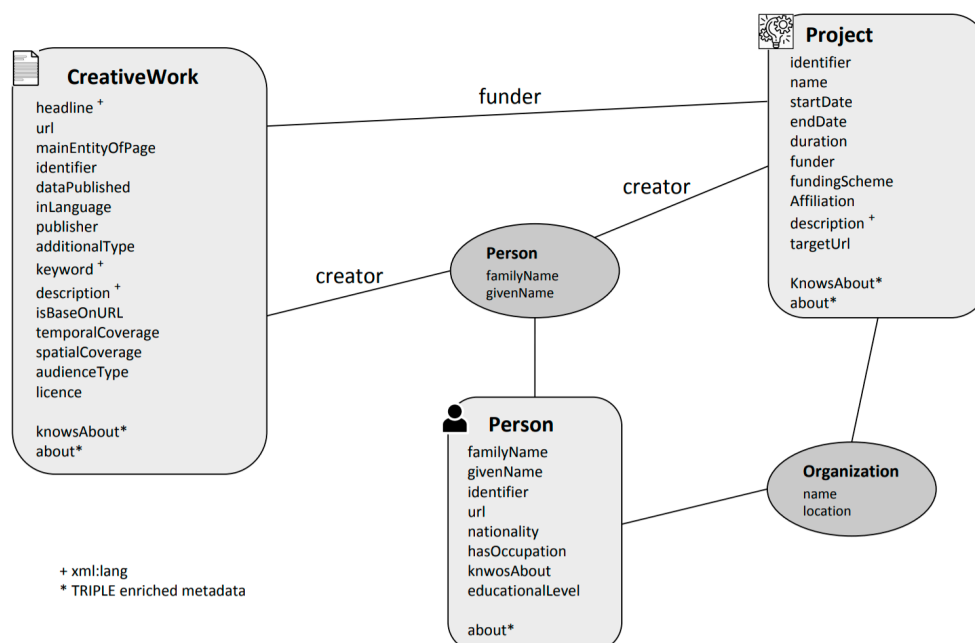 CreativeWork
headline +
url
mainEntityOfPage
identifier
dataPublished
inLanguage
publisher
additionalType
keyword +
description +
isBaseOnURL
temporalCoverage
spatialCoverage
audienceType
licence
knowsAbout*
about*
funder
creator
creator
Project
identifier
name
startDate
endDate
duration
funder
fundingScheme
Affiliation
description +
targetUrl
KnowsAbout*
about*
Person
familyName
givenName
Person
familyName
givenName
identifier
url
nationality
hasOccupation
knwosAbout
educationalLevel
about*
Organization
name
location
+ xml:lang
* TRIPLE enriched metadata